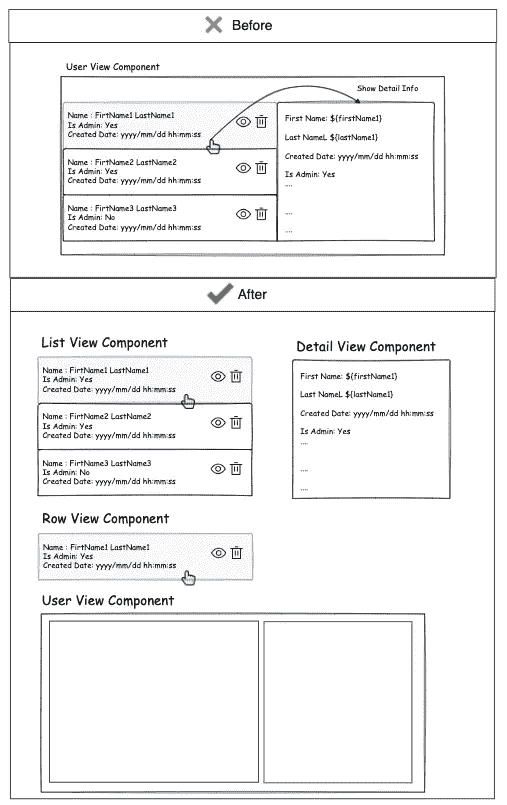 Before
User View Component
Show Detail Info
Name : FirtName1 LastName1
Is Admin: Yes
Created Date: yyyy/mm/dd hh:mm:ss
Name : FirtName2 LastName2
Is Admin: Yes
Created Date: yyyy/mm/dd hh:mm:ss
Name : FirtName3 LastName3
Is Admin: No
Created Date: yyyy/mm/dd hh:mm:ss
First Name: ${firstName1}
Last NameL ${lastName1}
Created Date: yyyy/mm/dd hh:mm:ss
Is Admin: Yes
....
....
....
After
List View Component
Name : FirtName1 LastName1
Is Admin: Yes
Created Date: yyyy/mm/dd hh:mm:ss
Name : FirtName2 LastName2
Is Admin: Yes
Created Date: yyyy/mm/dd hh:mm:ss
Name : FirtName3 LastName3
Is Admin: No
Created Date: yyyy/mm/dd hh:mm:ss
Detail View Component
First Name: ${firstName1}
Last NameL ${lastName1}
Created Date: yyyy/mm/dd hh:mm:ss
Is Admin: Yes
....
....
....
Row View Component
Name : FirtName1 LastName1
Is Admin: Yes
Created Date: yyyy/mm/dd hh:mm:ss
User View Component